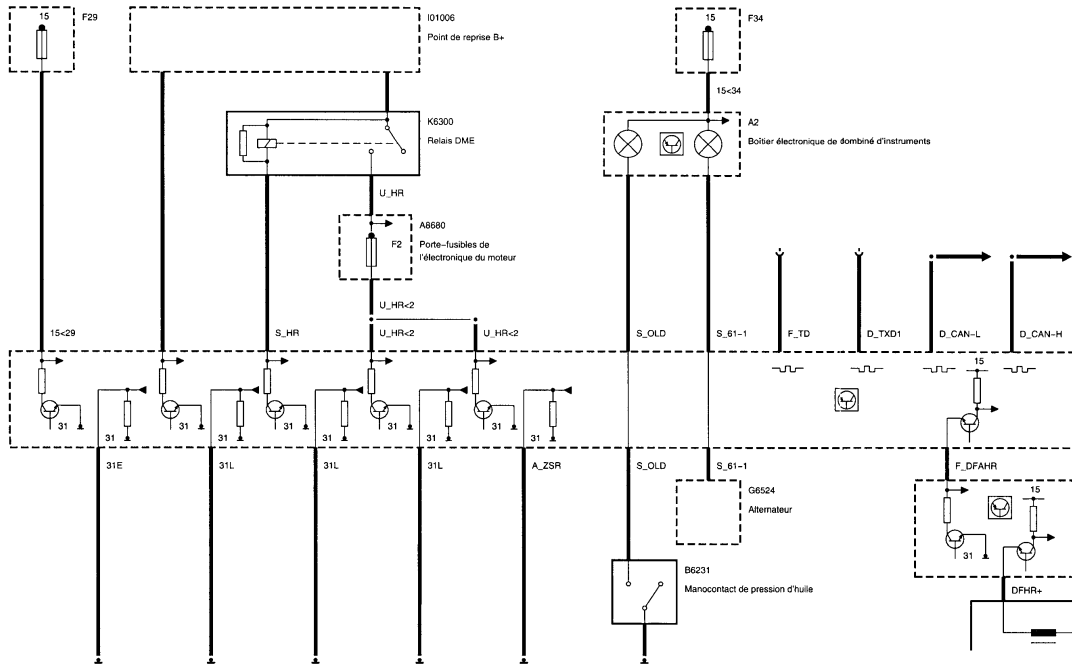 15
F29
I01006
15
F34
Point de reprise B+
15<34
K6300
A2
Relais DME
Boîtier électronique de dombiné d'instruments
U_HR
A8680
F2
Porte-fusibles de
l'électronique du moteur
U_HR<2
15<29
S_HR
U_HR<2
U_HR<2
S_OLD
S_61-1
F_TD
D_TXD1
D_CAN-L
D_CAN-H
15
31
31
31
31
31
31
31
31
31
31
31E
31L
31L
31L
A_ZSR
S_OLD
S_61-1
F_DFAHR
G6524
15
Alternateur
31
B6231
Manocontact de pression d'huile
DFHR+